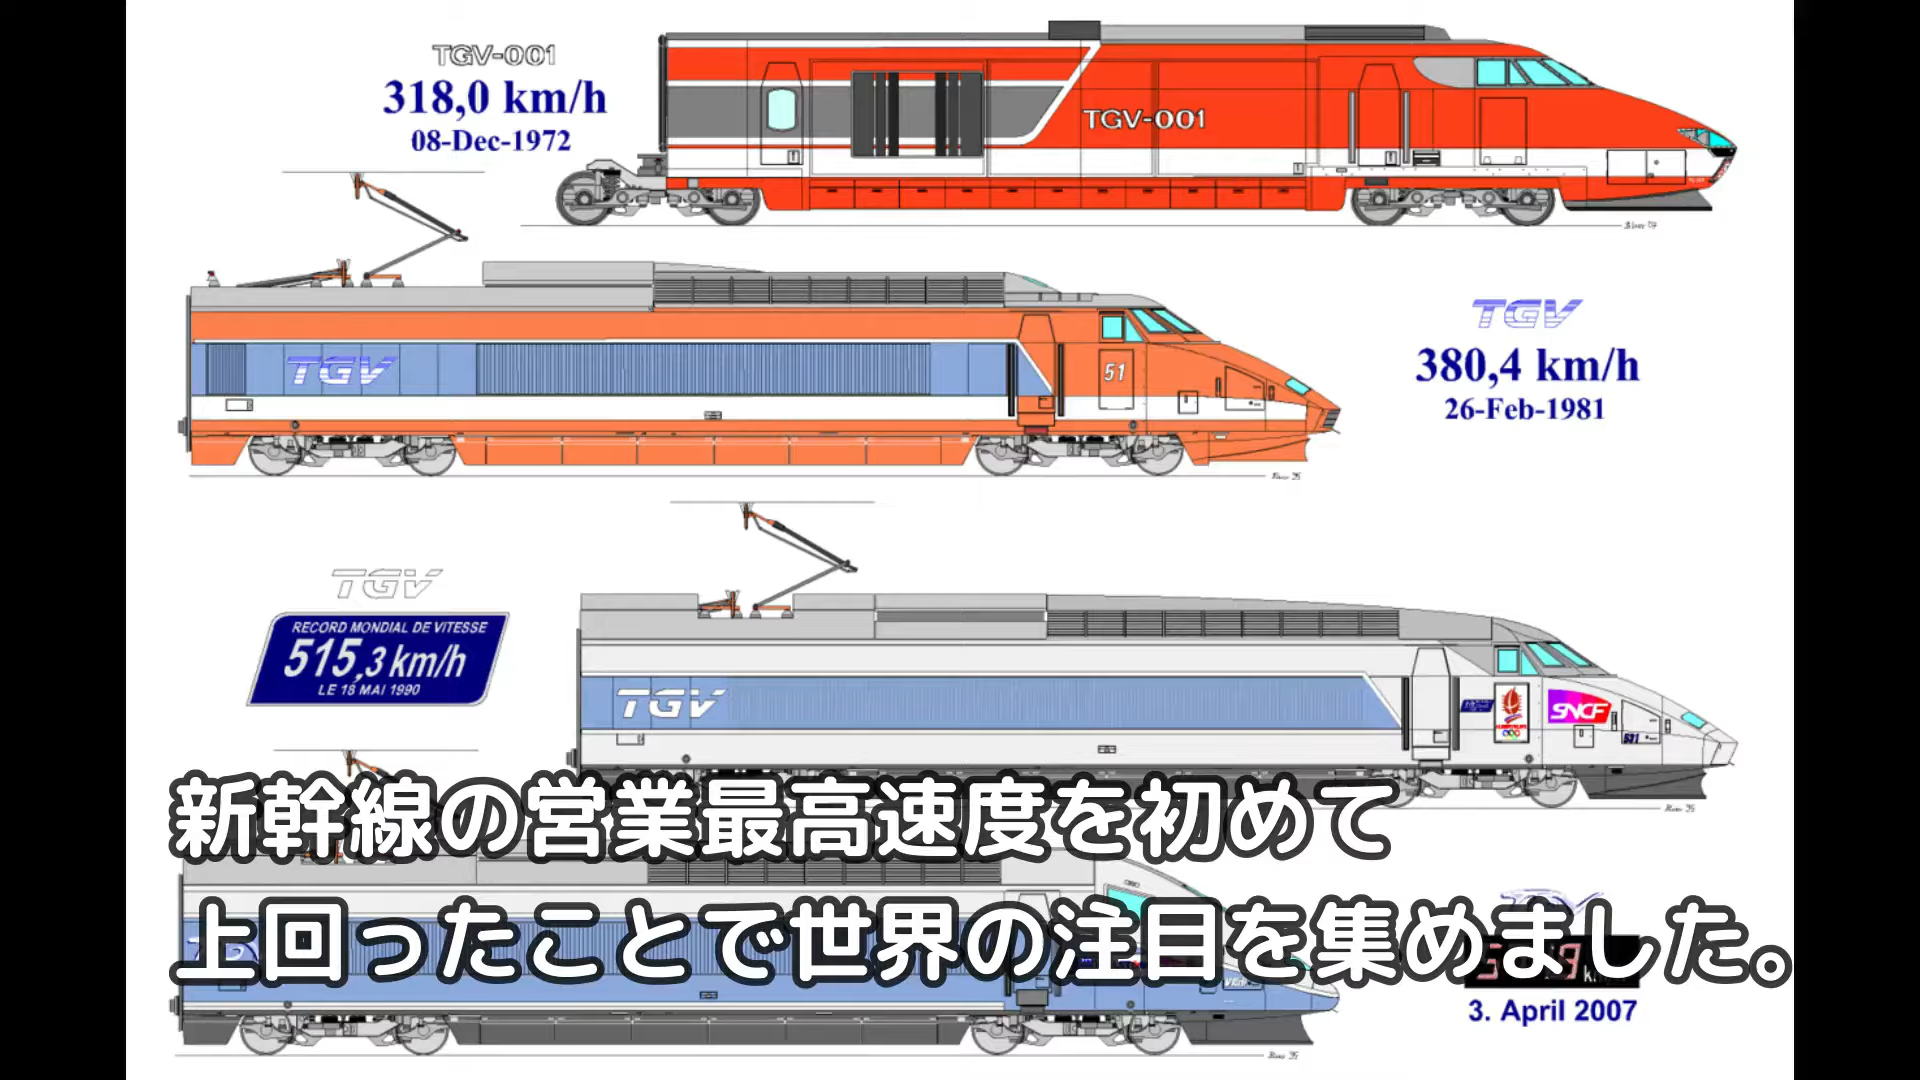 TGV-001
318,0 km/h
08-Dec-1972
TGV-001
TGV
51
TGV
380,4 km/h
26-Feb-1981
TGV
RECORD MONDIAL DE VITESSE
515,3 km/h
LE 18 MAI 1990
TGV
SNCF
531
新幹線の営業最高速度を初めて
上回ったことで世界の注目を集めました。
3. April 2007